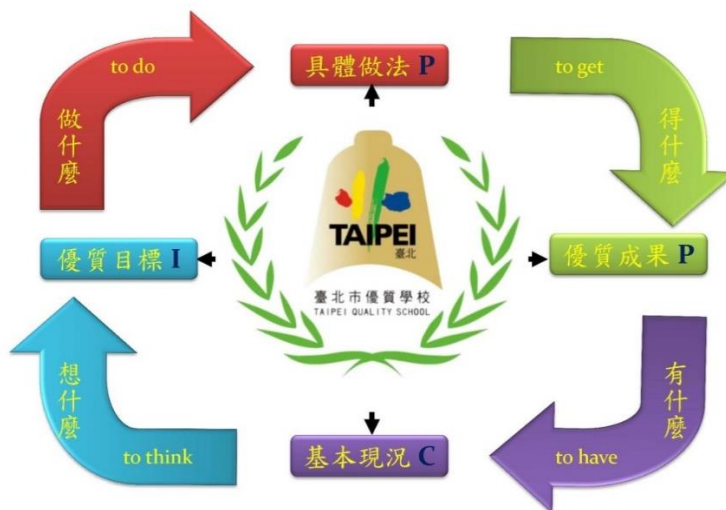 to do
做什麼
具體做法 P
to get
得什麼
優質目標 I
TAIPEI
臺北
臺北市優質學校
TAIPEI QUALITY SCHOOL
優質成果 P
想什麼
to think
基本現況 C
有什麼
to have